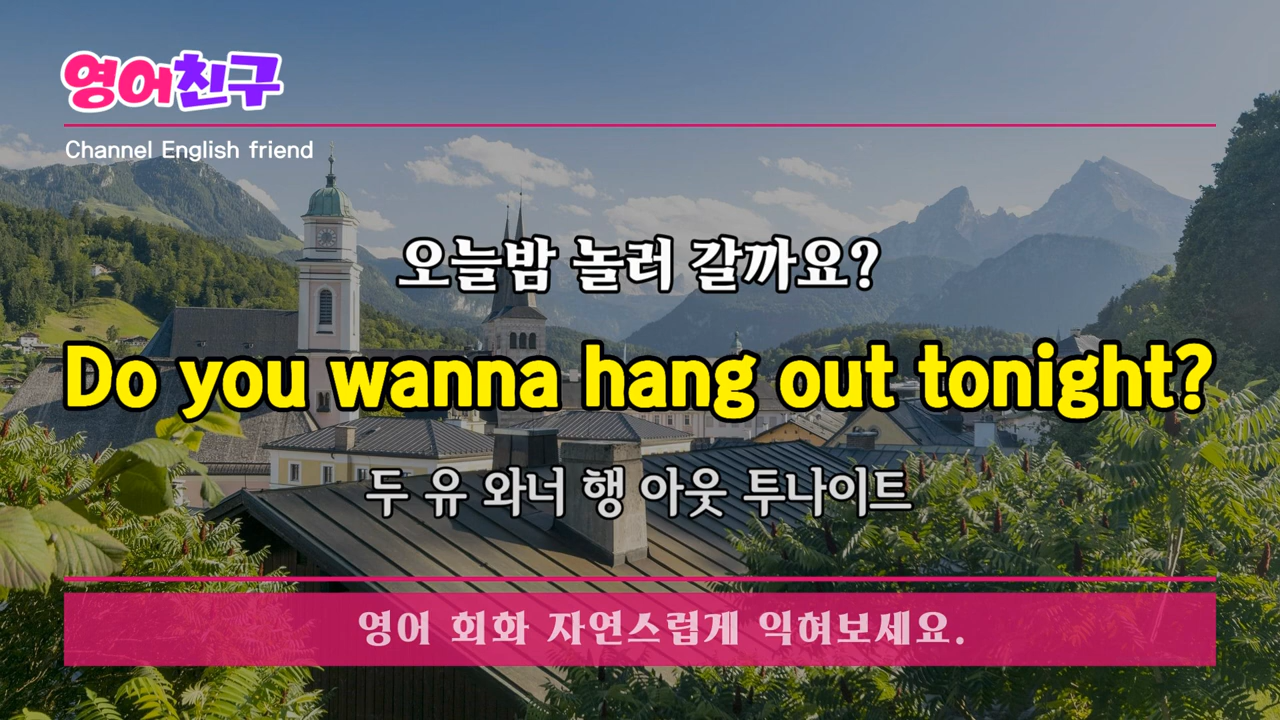 영어친구
Channel English friend
오늘밤 놀러 갈까요?
Do you wanna hang out tonight?
두 유 와너 행 아웃 투나이트
영어 회화 자연스럽게 익혀보세요.